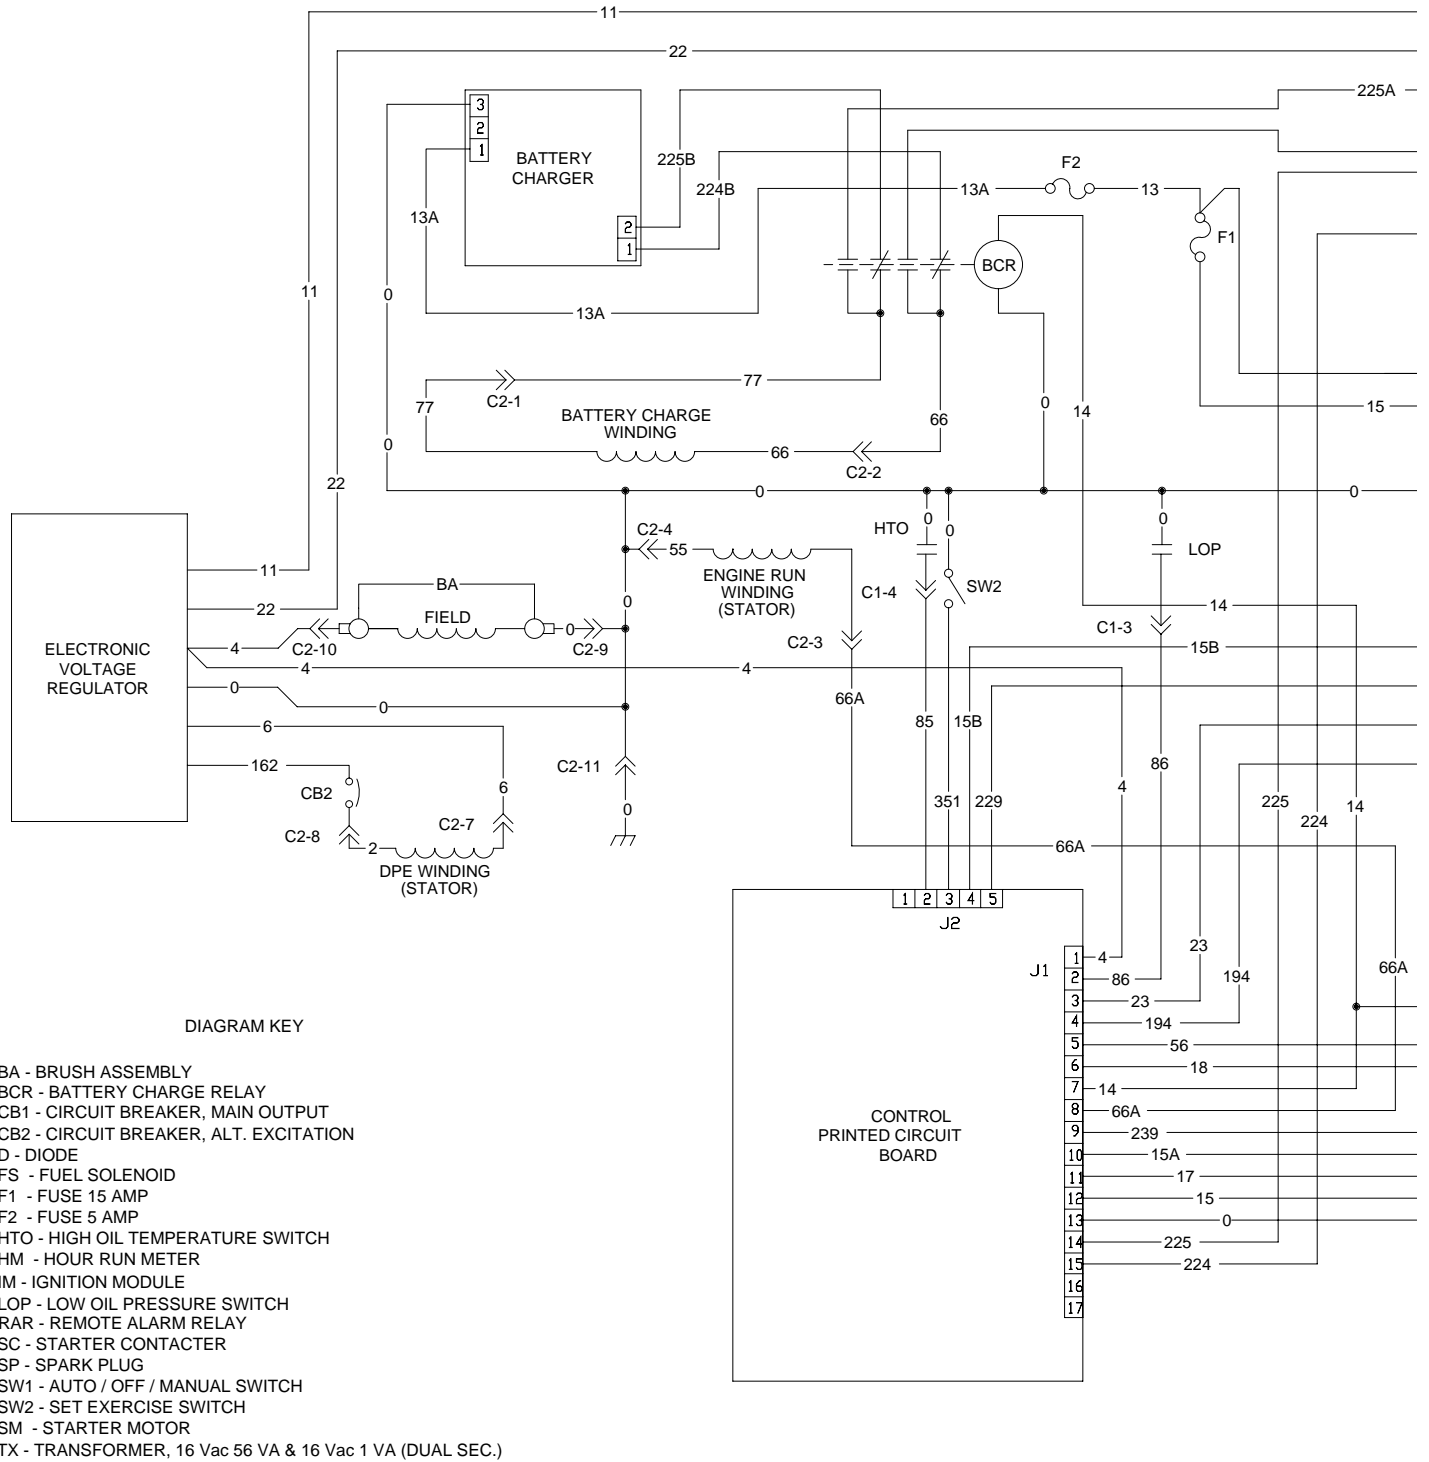 11
22
225A
3
2
1
BATTERY
CHARGER
225B
224B
F2
13A
13
13A
2
1
F1
BCR
11
0
13A
77
C2-1
77
0
14
15
BATTERY CHARGE
WINDING
66
66
C2-2
0
22
0
0
HTO
0
0
0
LOP
C2-4
55
ENGINE RUN
WINDING
(STATOR)
C1-4
SW2
11
BA
22
FIELD
0
14
C1-3
4
C2-10
0
C2-9
C2-3
15B
ELECTRONIC
VOLTAGE
REGULATOR
4
4
0
0
66A
6
85
15B
162
C2-11
86
CB2
6
4
351
229
225
14
0
224
C2-8
C2-7
2
66A
DPE WINDING
(STATOR)
1 2 3 4 5
J2
23
J1
1
4
66A
2
86
194
3
23
4
194
5
56
6
18
7
14
8
66A
9
239
10
15A
11
17
12
15
13
0
14
225
15
224
16
17
CONTROL
PRINTED CIRCUIT
BOARD
DIAGRAM KEY
BA - BRUSH ASSEMBLY
BCR - BATTERY CHARGE RELAY
CB1 - CIRCUIT BREAKER, MAIN OUTPUT
CB2 - CIRCUIT BREAKER, ALT. EXCITATION
D - DIODE
FS - FUEL SOLENOID
F1 - FUSE 15 AMP
F2 - FUSE 5 AMP
HTO - HIGH OIL TEMPERATURE SWITCH
HM - HOUR RUN METER
IM - IGNITION MODULE
LOP - LOW OIL PRESSURE SWITCH
RAR - REMOTE ALARM RELAY
SC - STARTER CONTACTER
SP - SPARK PLUG
SW1 - AUTO / OFF / MANUAL SWITCH
SW2 - SET EXERCISE SWITCH
SM - STARTER MOTOR
TX - TRANSFORMER, 16 Vac 56 VA & 16 Vac 1 VA (DUAL SEC.)